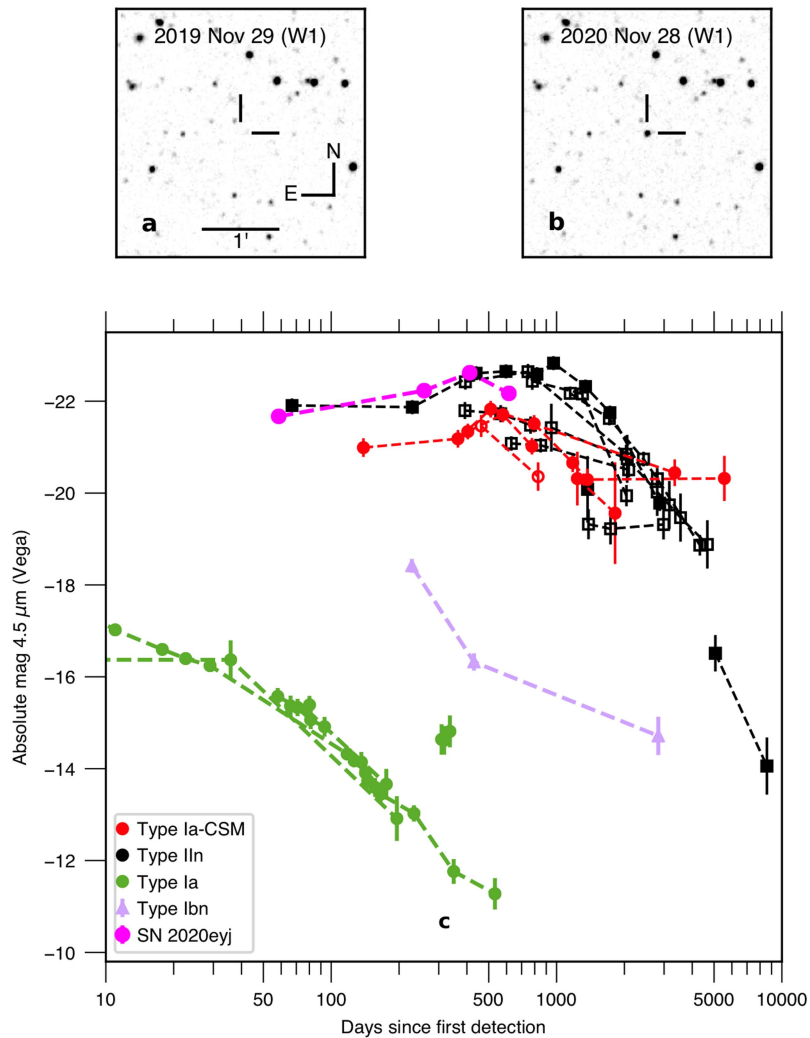 2019 Nov 29 (W1)
N
E
a
1'
2020 Nov 28 (W1)
b
Absolute mag 4.5 µm (Vega)
−22
−20
−18
−16
−14
−12
−10
Type Ia-CSM
Type IIn
Type Ia
Type Ibn
SN 2020eyj
c
10 50 100 500 1000 5000 10000
Days since first detection